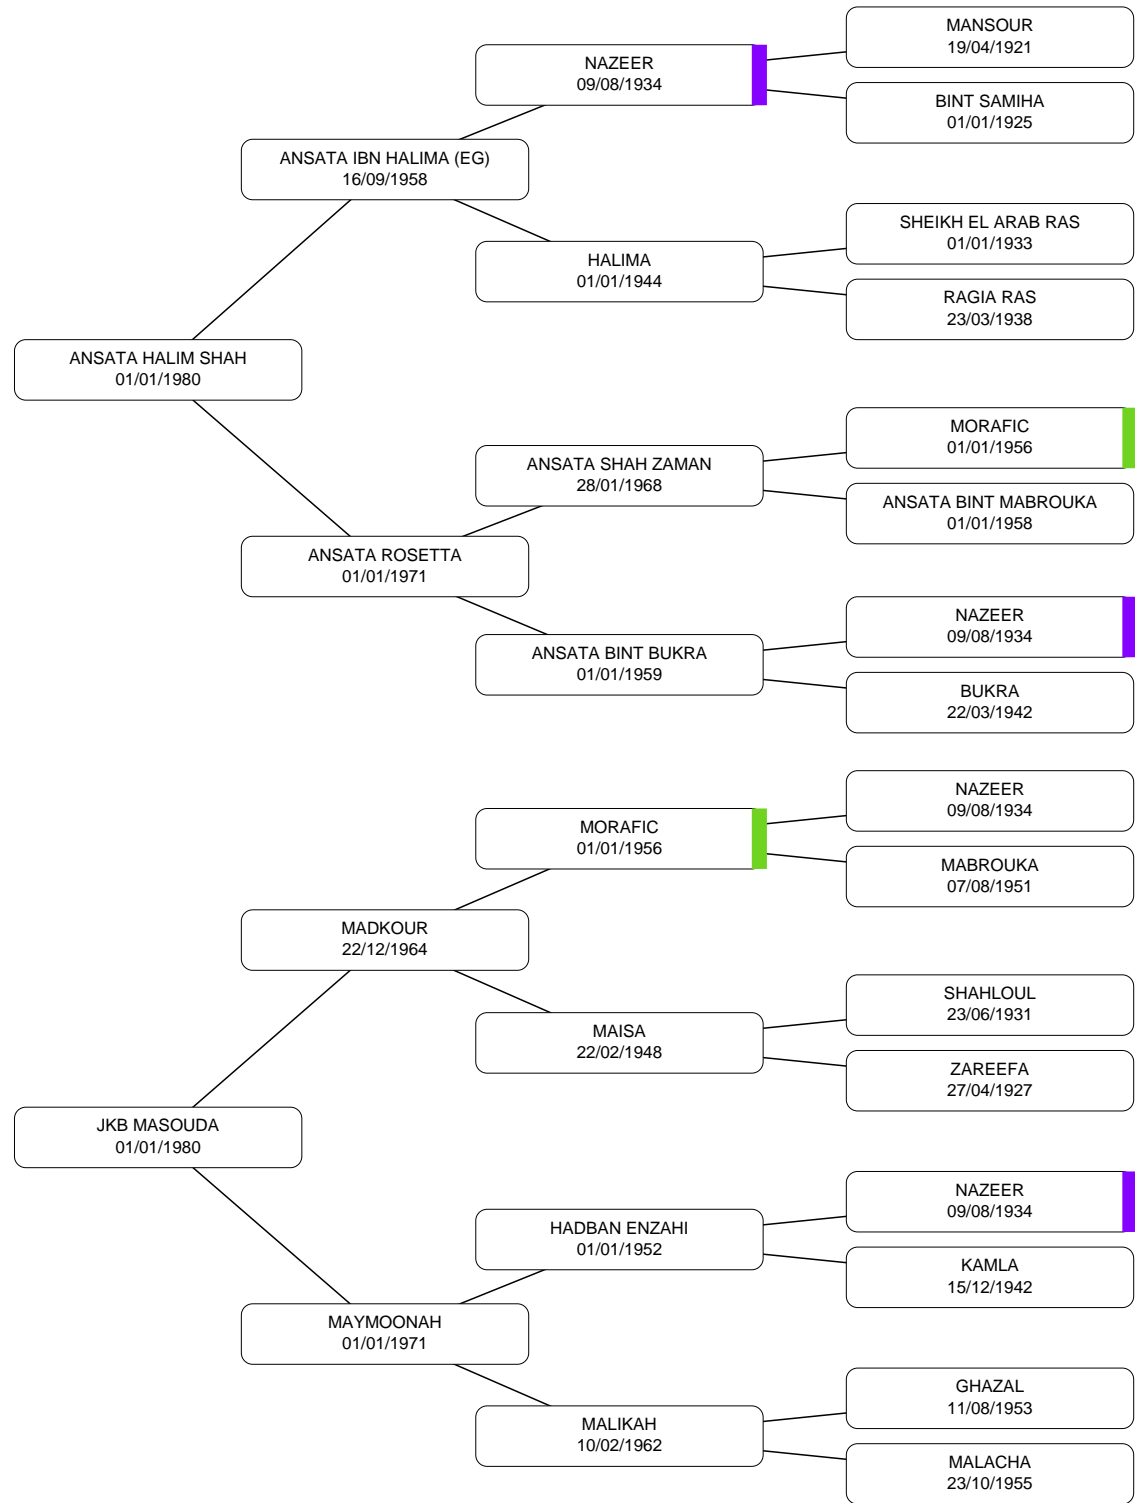 MANSOUR
19/04/1921
NAZEER
09/08/1934
BINT SAMIHA
01/01/1925
ANSATA IBN HALIMA (EG)
16/09/1958
SHEIKH EL ARAB RAS
01/01/1933
HALIMA
01/01/1944
RAGIA RAS
23/03/1938
ANSATA HALIM SHAH
01/01/1980
MORAFIC
01/01/1956
ANSATA SHAH ZAMAN
28/01/1968
ANSATA BINT MABROUKA
01/01/1958
ANSATA ROSETTA
01/01/1971
NAZEER
09/08/1934
ANSATA BINT BUKRA
01/01/1959
BUKRA
22/03/1942
NAZEER
09/08/1934
MORAFIC
01/01/1956
MABROUKA
07/08/1951
MADKOUR
22/12/1964
SHAHLOUL
23/06/1931
MAISA
22/02/1948
ZAREEFA
27/04/1927
JKB MASOUDA
01/01/1980
NAZEER
09/08/1934
HADBAN ENZAHI
01/01/1952
KAMLA
15/12/1942
MAYMOONAH
01/01/1971
GHAZAL
11/08/1953
MALIKAH
10/02/1962
MALACHA
23/10/1955